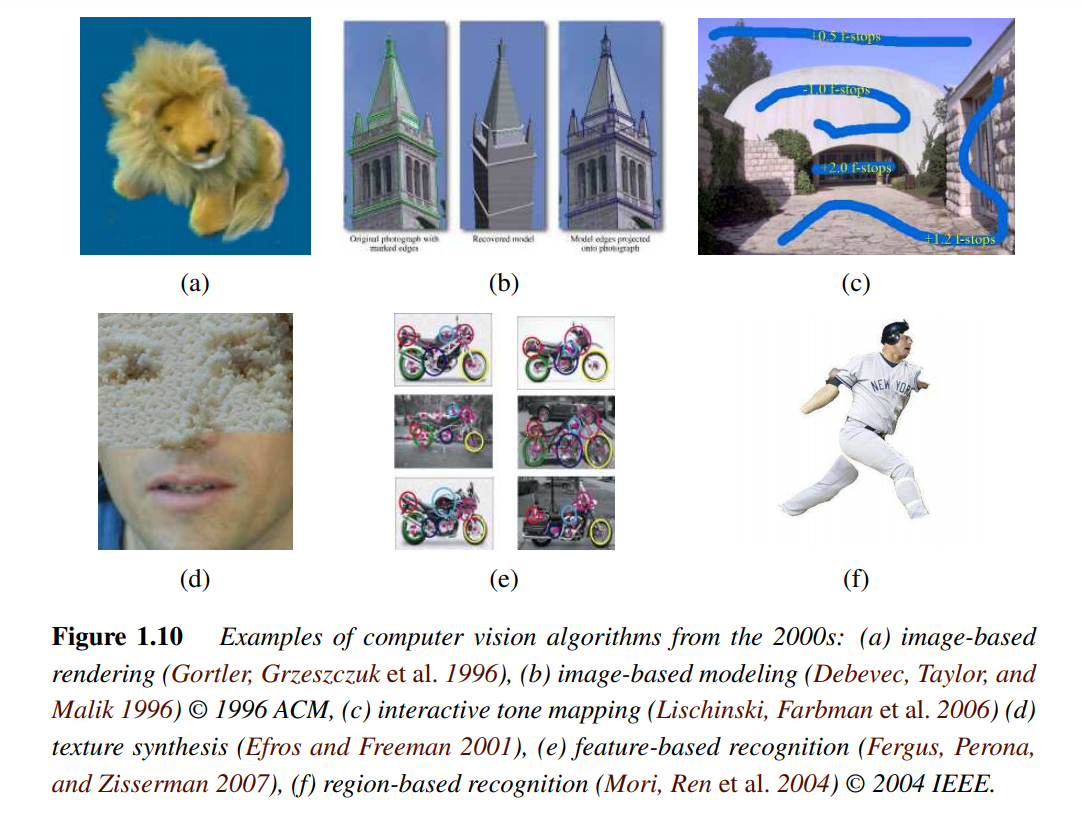 +0.5 f-stops
-1.0 f-stops
+2.0 f-stops
+1.2 f-stops
Original photograph with
marked edges
Recovered model
Model edges projected
onto photograph
(a)
(b)
(c)
NEW YORK
(d)
(e)
(f)
Figure 1.10 Examples of computer vision algorithms from the 2000s: (a) image-based
rendering (Gortler, Grzeszczuk et al. 1996), (b) image-based modeling (Debevec, Taylor, and
Malik 1996) © 1996 ACM, (c) interactive tone mapping (Lischinski, Farbman et al. 2006) (d)
texture synthesis (Efros and Freeman 2001), (e) feature-based recognition (Fergus, Perona,
and Zisserman 2007), (f) region-based recognition (Mori, Ren et al. 2004) © 2004 IEEE.